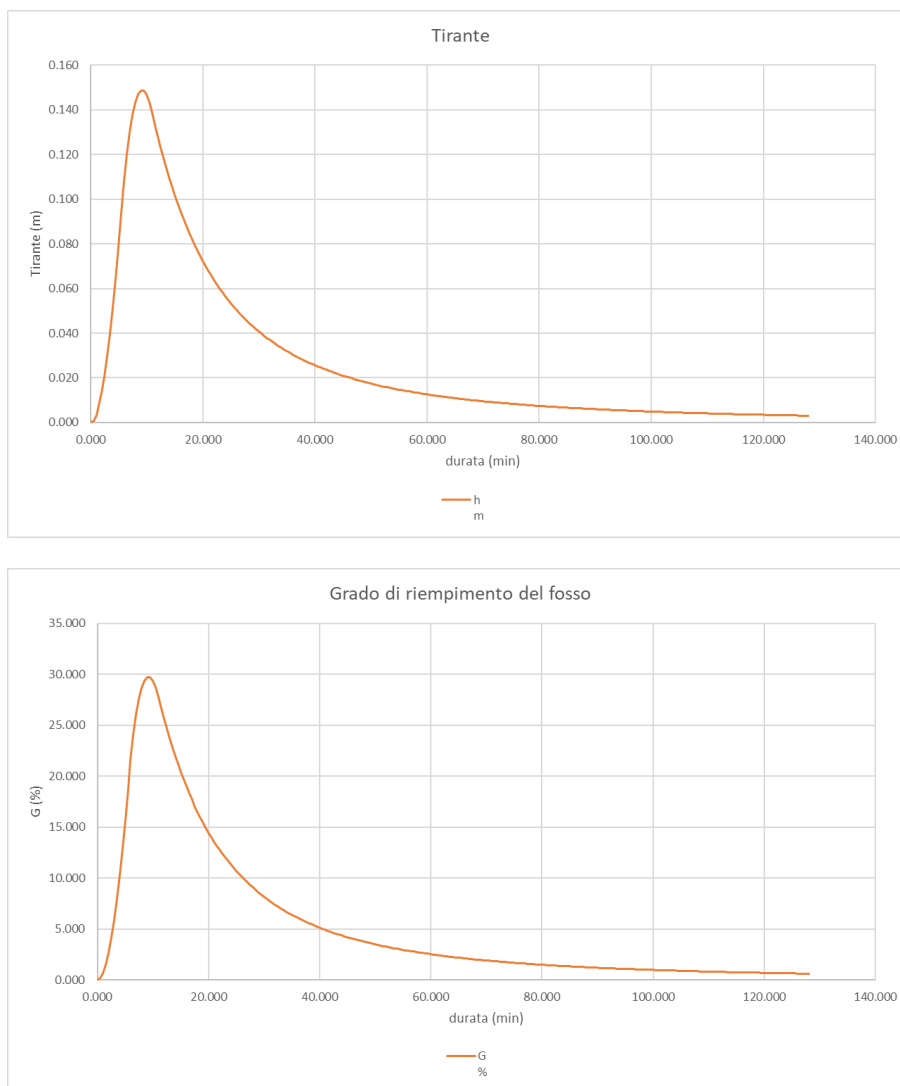 Tirante
0.160
0.140
0.120
0.100
0.080
0.060
0.040
0.020
0.000
Tirante (m)
0.000 20.000 40.000 60.000 80.000 100.000 120.000 140.000
durata (min)
h
m
Grado di riempimento del fosso
35.000
30.000
25.000
20.000
15.000
10.000
5.000
0.000
G (%)
0.000 20.000 40.000 60.000 80.000 100.000 120.000 140.000
durata (min)
G
%